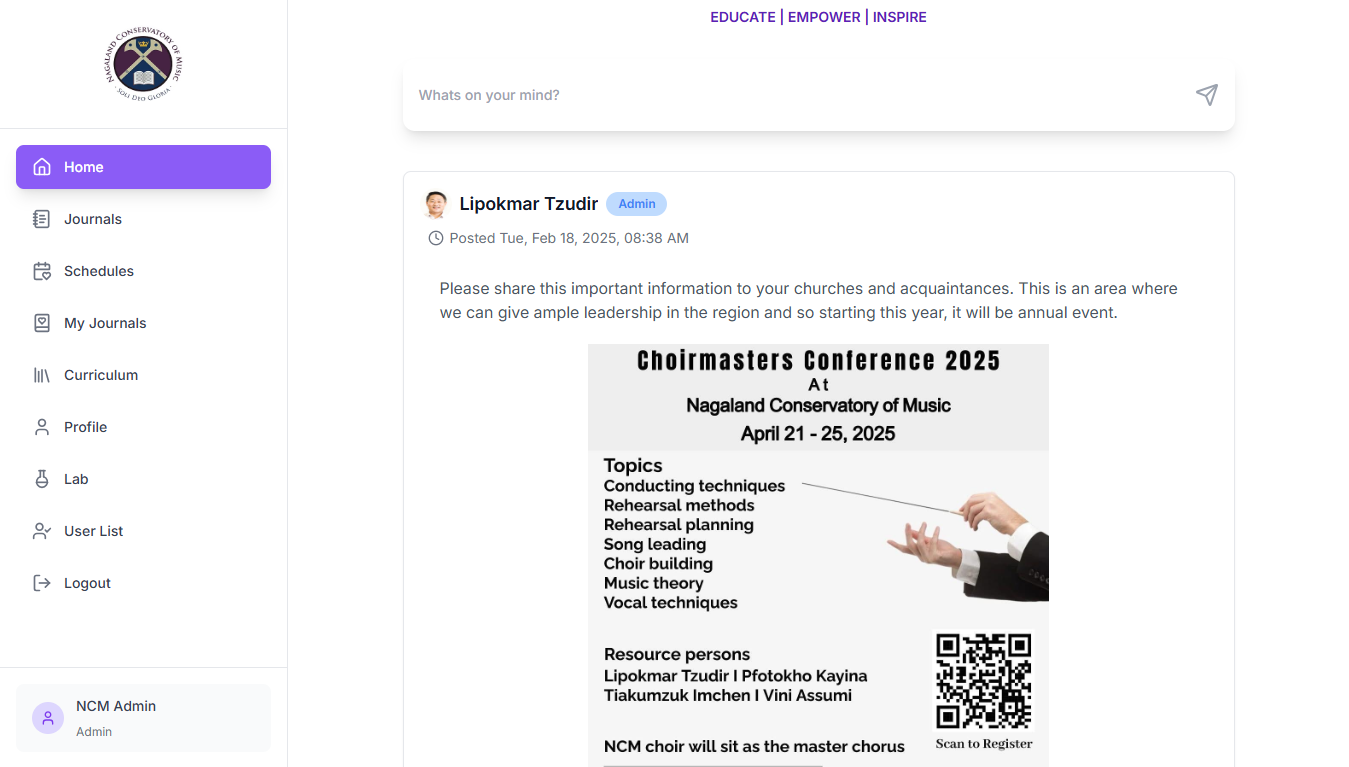 NAGALAND CONSERVATORY OF MUSIC
· SOLI DEO GLORIA ·
Home
Journals
Schedules
My Journals
Curriculum
Profile
Lab
User List
Logout
NCM Admin
Admin
EDUCATE | EMPOWER | INSPIRE
Whats on your mind?
Lipokmar Tzudir Admin
Posted Tue, Feb 18, 2025, 08:38 AM
Please share this important information to your churches and acquaintances. This is an area where
we can give ample leadership in the region and so starting this year, it will be annual event.
Choirmasters Conference 2025
At
Nagaland Conservatory of Music
April 21 - 25, 2025
Topics
Conducting techniques
Rehearsal methods
Rehearsal planning
Song leading
Choir building
Music theory
Vocal techniques
Resource persons
Lipokmar Tzudir I Pfotokho Kayina
Tiakumzuk Imchen I Vini Assumi
Scan to Register
NCM choir will sit as the master chorus